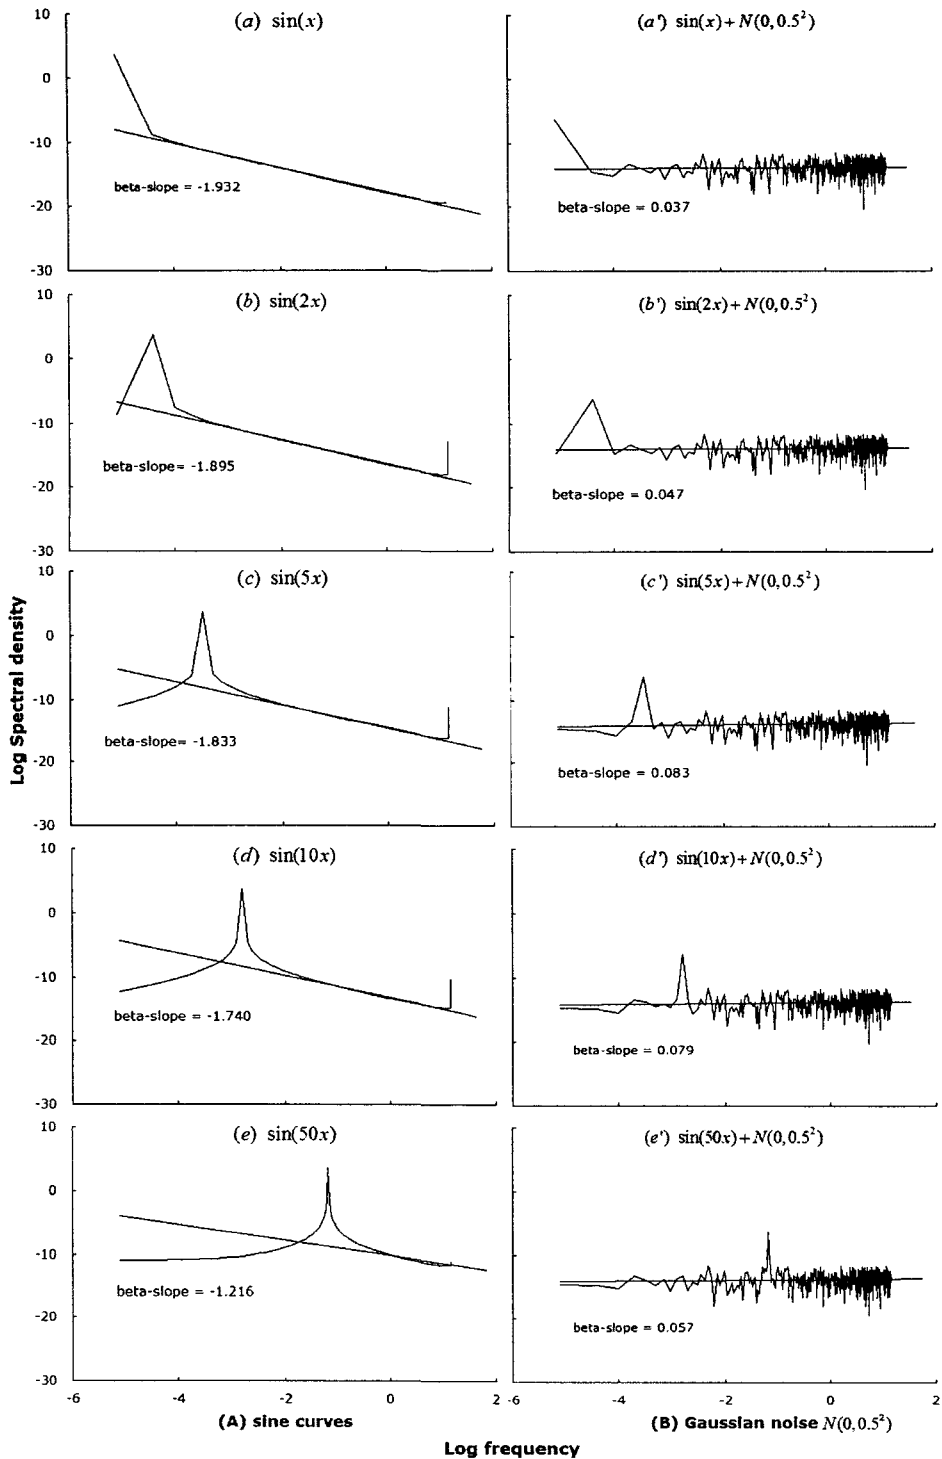 (a) sin(x)
10
0
-10
-20
-30
beta-slope = -1.932
(a') sin(x)+N(0,0.5²)
beta-slope = 0.037
(b) sin(2x)
10
0
-10
-20
-30
beta-slope= -1.895
(b') sin(2x)+N(0,0.5²)
beta-slope = 0.047
(c) sin(5x)
10
0
-10
-20
-30
beta-slope= -1.833
(c') sin(5x)+N(0,0.5²)
beta-slope = 0.083
(d) sin(10x)
10
0
-10
-20
-30
beta-slope = -1.740
(d') sin(10x)+N(0,0.5²)
beta-slope = 0.079
(e) sin(50x)
10
0
-10
-20
-30
beta-slope = -1.216
(e') sin(50x)+N(0,0.5²)
beta-slope = 0.057
Log Spectral density
-6 -4 -2 0 2
-6 -4 -2 0 2
(A) sine curves
(B) Gaussian noise N(0,0.5²)
Log frequency